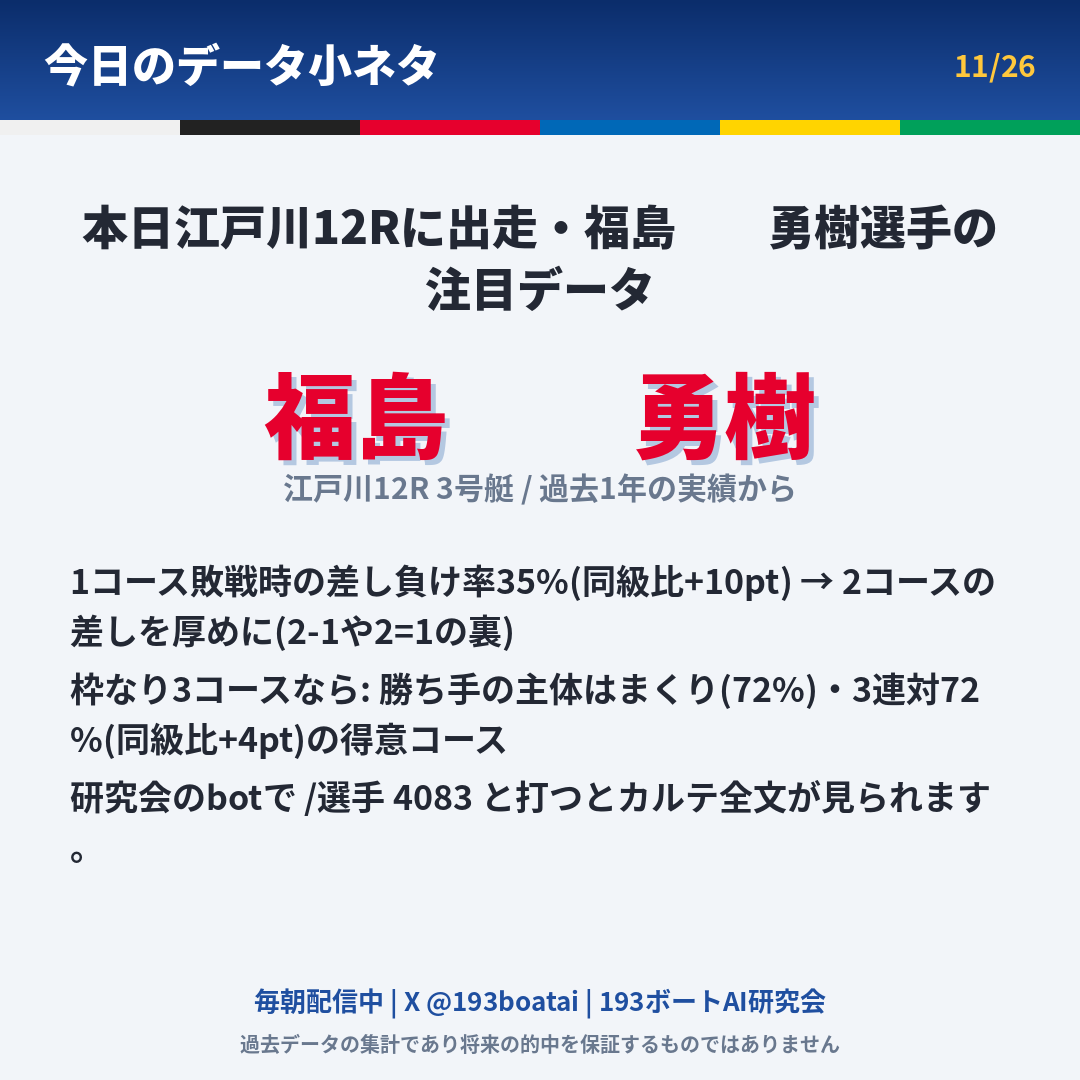 今日のデータ小ネタ
11/26
本日江戸川12Rに出走・福島　　勇樹選手の
注目データ
福島　　勇樹
江戸川12R 3号艇 / 過去1年の実績から
1コース敗戦時の差し負け率35%(同級比+10pt) → 2コースの
差しを厚めに(2-1や2=1の裏)
枠なり3コースなら: 勝ち手の主体はまくり(72%)・3連対72
%(同級比+4pt)の得意コース
研究会のbotで /選手 4083 と打つとカルテ全文が見られます
。
毎朝配信中 | X @193boatai | 193ボートAI研究会
過去データの集計であり将来の的中を保証するものではありません